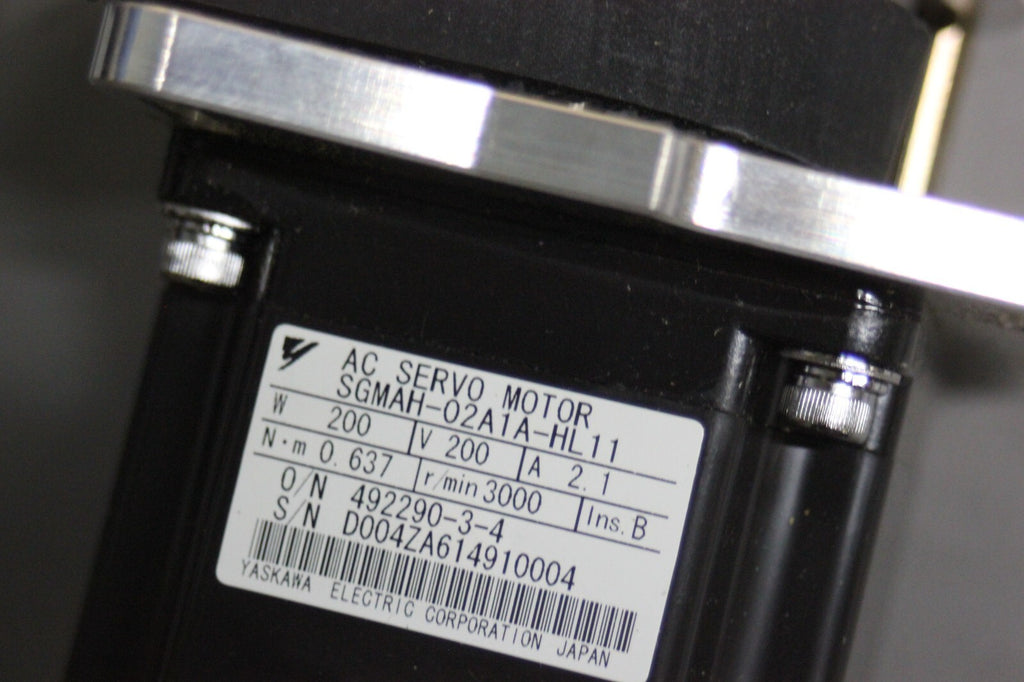 AC SERVO MOTOR
SGMAH-02A1A-HL11
W 200 V 200 A 2.1
N·m 0.637 r/min 3000 Ins. B
O/N 492290-3-4
S/N D004ZA614910004
YASKAWA ELECTRIC CORPORATION JAPAN